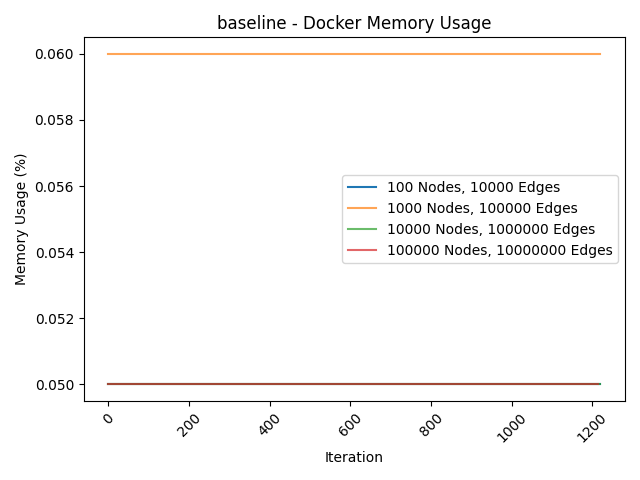 baseline - Docker Memory Usage
0.060
0.058
0.056
0.054
0.052
0.050
Memory Usage (%)
100 Nodes, 10000 Edges
1000 Nodes, 100000 Edges
10000 Nodes, 1000000 Edges
100000 Nodes, 10000000 Edges
0
200
400
600
800
1000
1200
Iteration